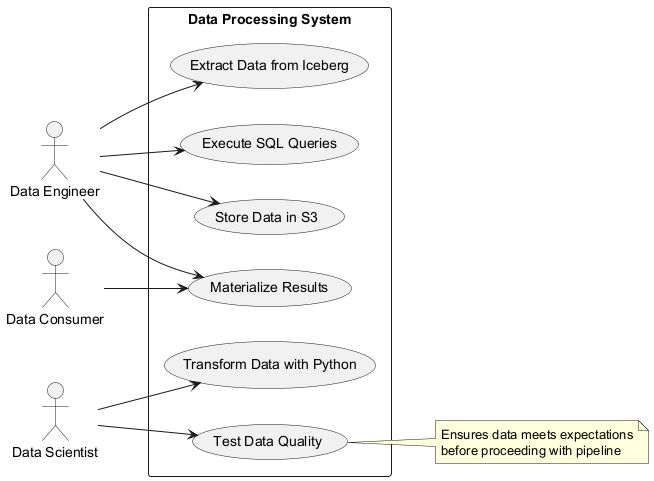 Data Processing System
Extract Data from Iceberg
Execute SQL Queries
Data Engineer
Store Data in S3
Materialize Results
Data Consumer
Transform Data with Python
Test Data Quality
Data Scientist
Ensures data meets expectations
before proceeding with pipeline